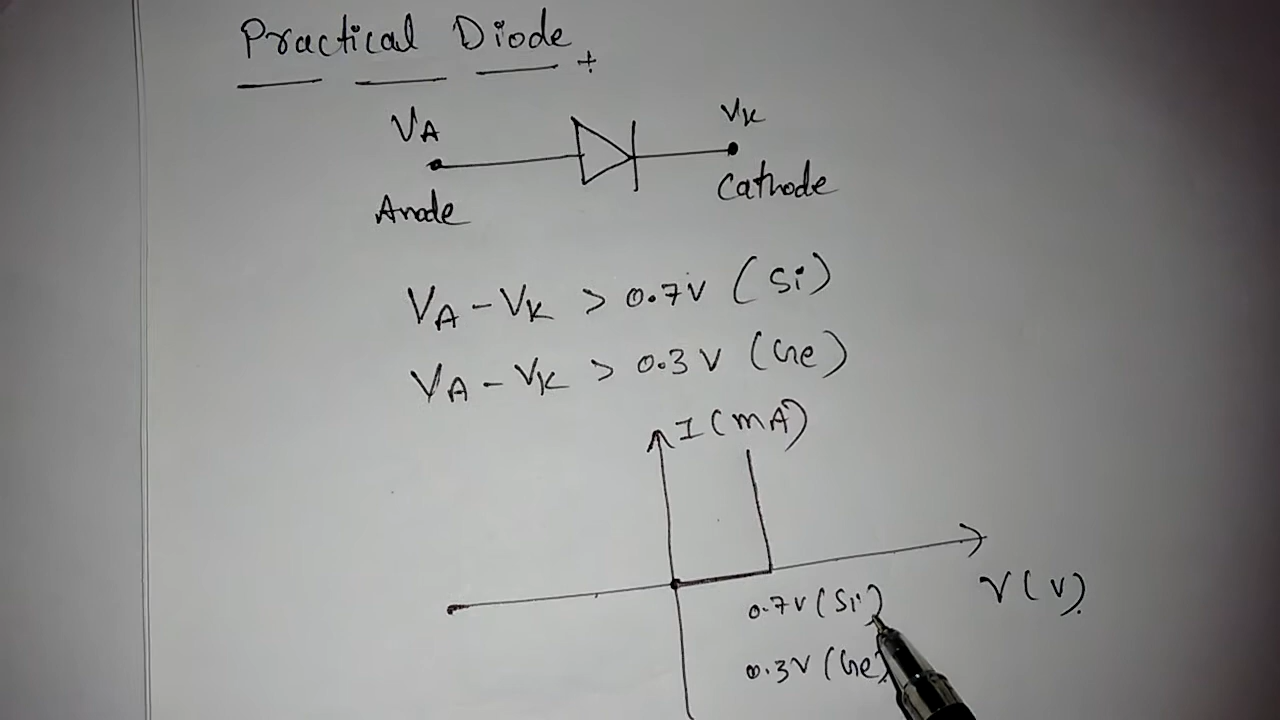 Practical Diode
+
VA VK
Anode Cathode
VA - VK > 0.7V (Si)
VA - VK > 0.3V (Ge)
I (mA)
V(V)
0.7V (Si)
0.3V (Ge)